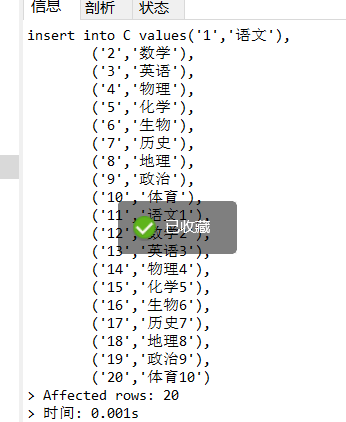 信息 剖析 状态
insert into C values('1','语文'),
('2','数学'),
('3','英语'),
('4','物理'),
('5','化学'),
('6','生物'),
('7','历史'),
('8','地理'),
('9','政治'),
('10','体育'),
('11','语文1'),
('12','数学2'),
已收藏
('13','英语3'),
('14','物理4'),
('15','化学5'),
('16','生物6'),
('17','历史7'),
('18','地理8'),
('19','政治9'),
('20','体育10')
> Affected rows: 20
> 时间: 0.001s